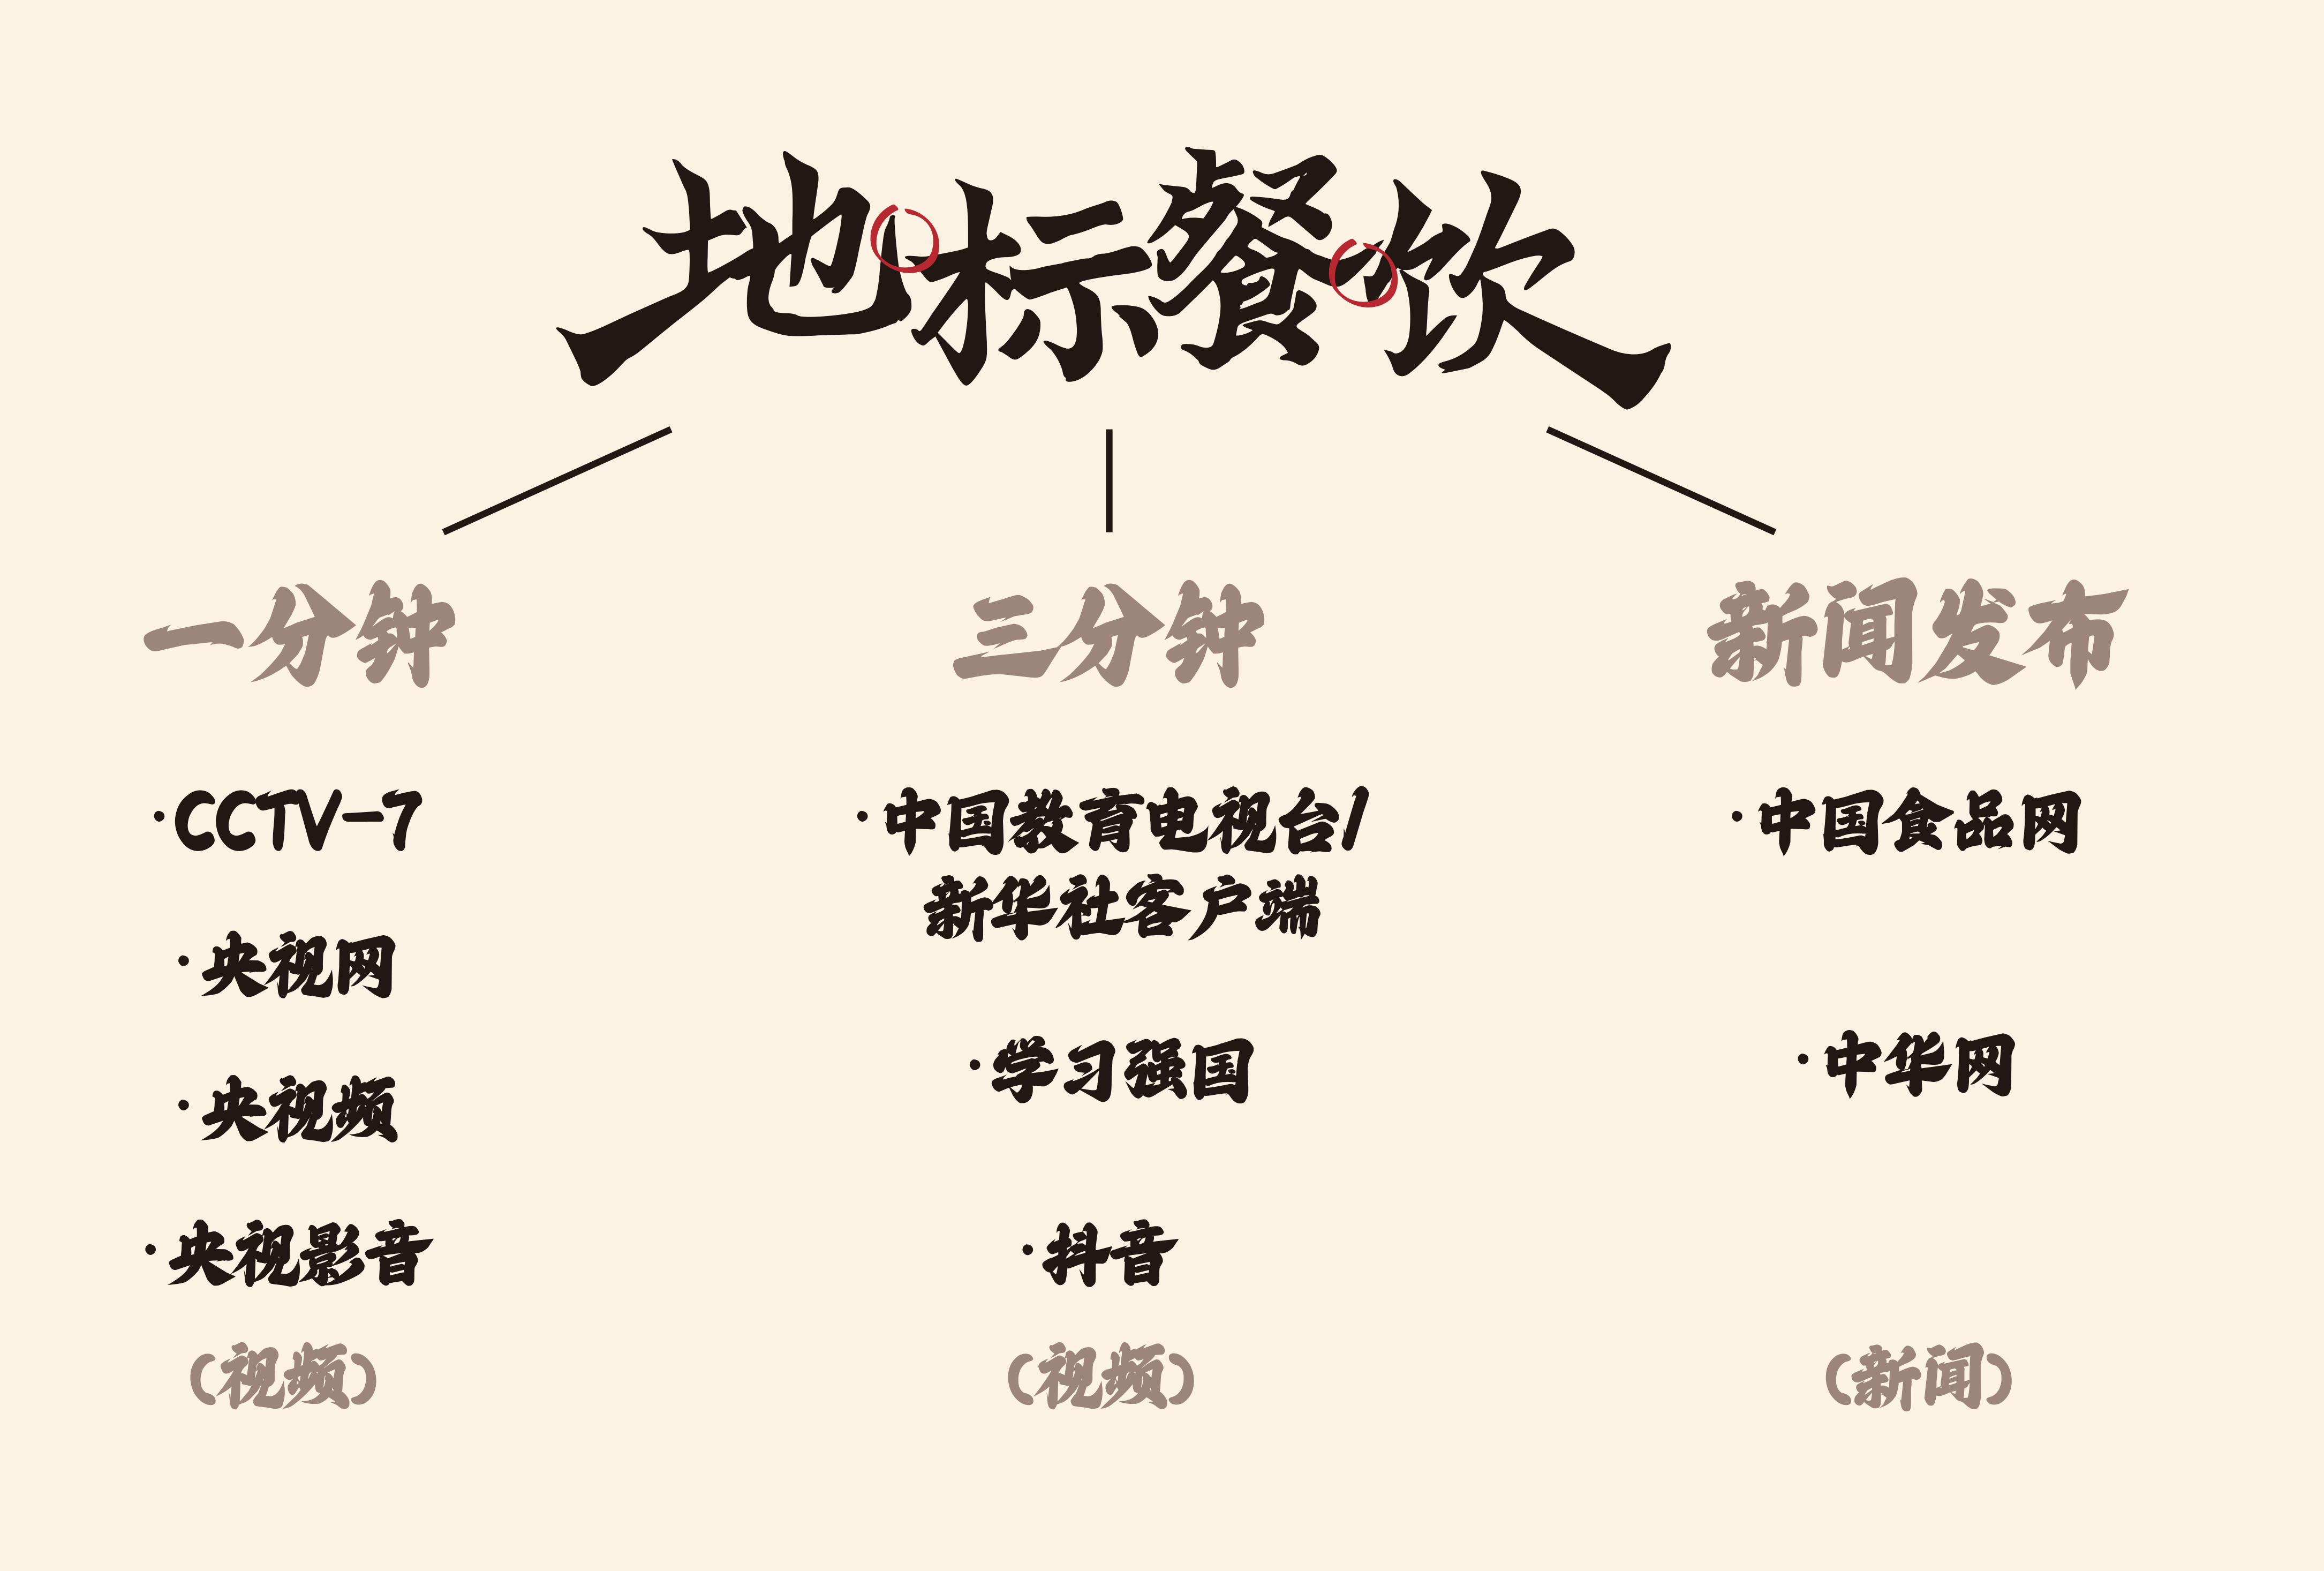 地标餐饮
一分钟
·CCTV-7
·央视网
·央视频
·央视影音
(视频)
三分钟
·中国教育电视台/
新华社客户端
·学习强国
·抖音
(视频)
新闻发布
·中国食品网
·中华网
(新闻)